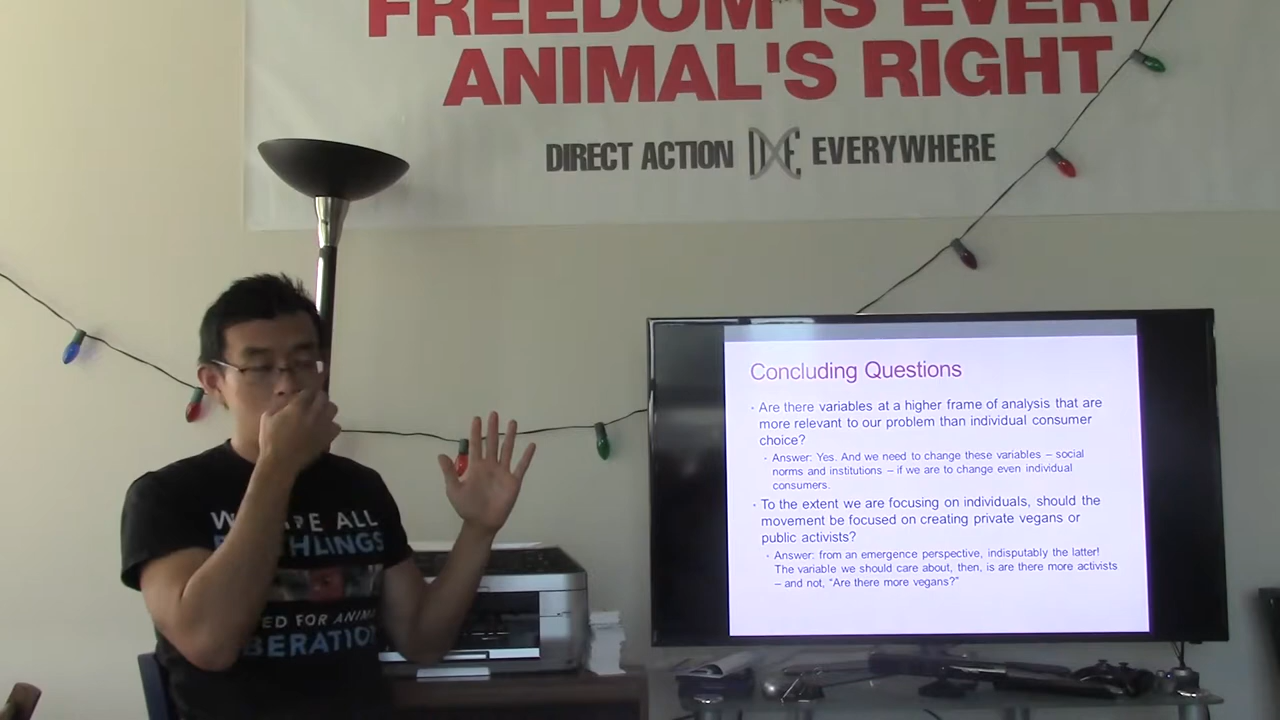 FREEDOM IS EVERY
ANIMAL'S RIGHT
DIRECT ACTION DXE EVERYWHERE
ALL
ED FOR ANIM
BERATIO
Concluding Questions
Are there variables at a higher frame of analysis that are
more relevant to our problem than individual consumer
choice?
Answer: Yes. And we need to change these variables – social
norms and institutions – if we are to change even individual
consumers.
To the extent we are focusing on individuals, should the
movement be focused on creating private vegans or
public activists?
Answer: from an emergence perspective, indisputably the latter!
The variable we should care about, then, is are there more activists
– and not, "Are there more vegans?"